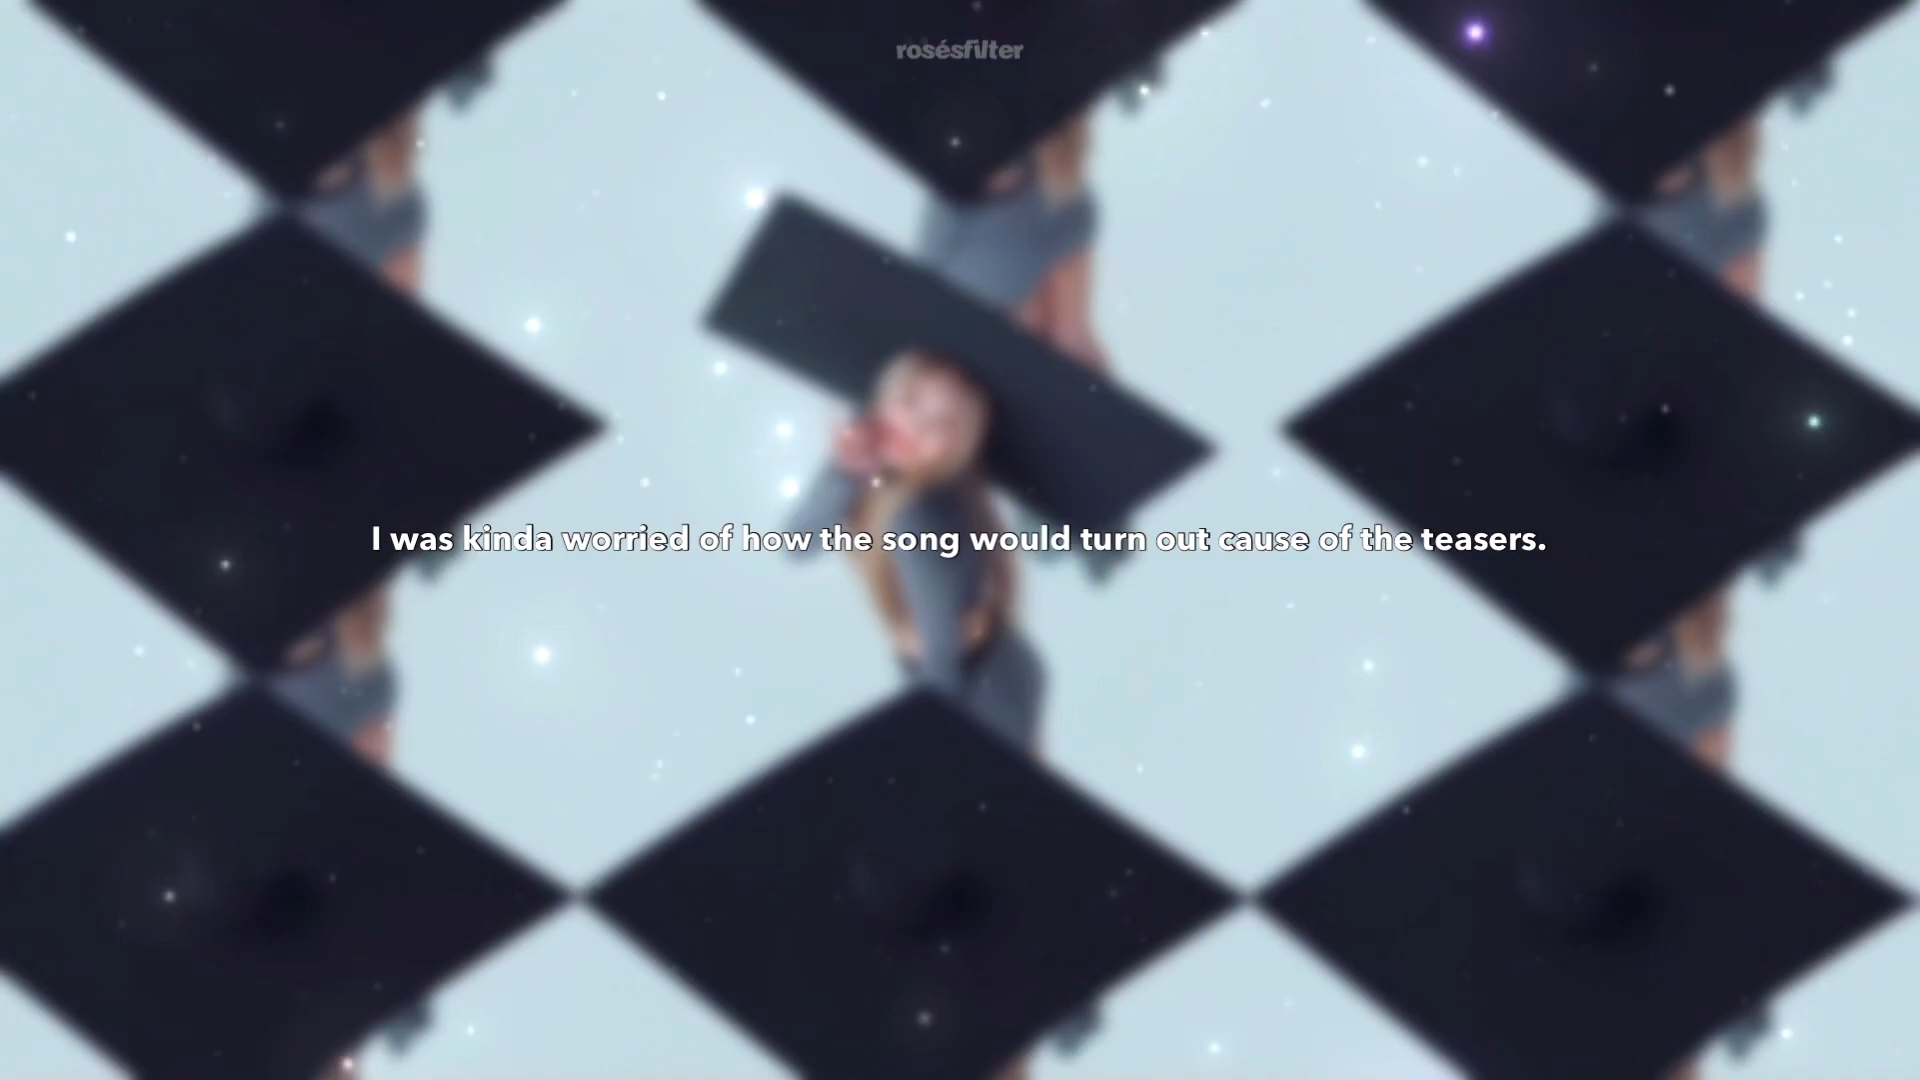 rosésfilter
I was kinda worried of how the song would turn out cause of the teasers.